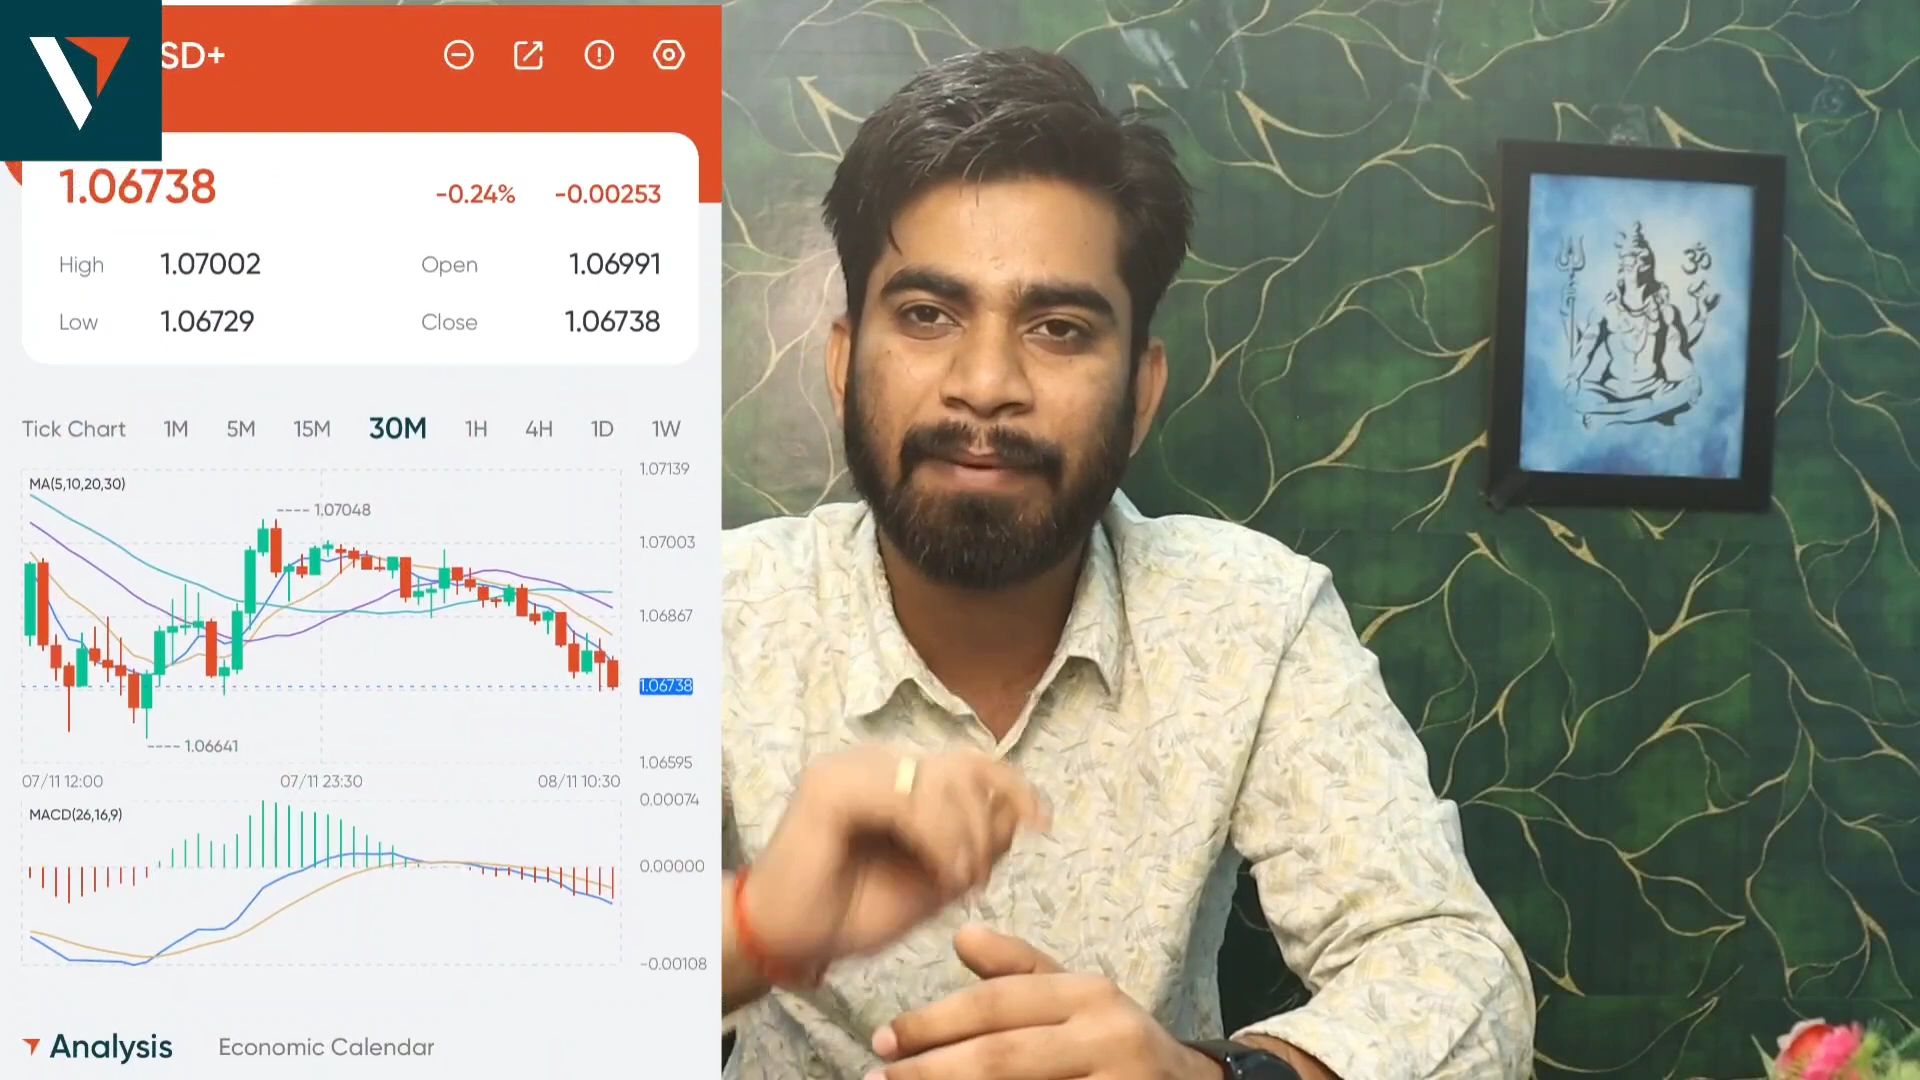 SD+
1.06738 -0.24% -0.00253
High 1.07002 Open 1.06991
Low 1.06729 Close 1.06738
Tick Chart 1M 5M 15M 30M 1H 4H 1D 1W
1.07139
MA(5,10,20,30)
1.07048
1.07003
1.06867
1.06738
1.06641
1.06595
07/11 12:00 07/11 23:30 08/11 10:30
0.00074
MACD(26,16,9)
0.00000
-0.00108
Analysis Economic Calendar
ॐ